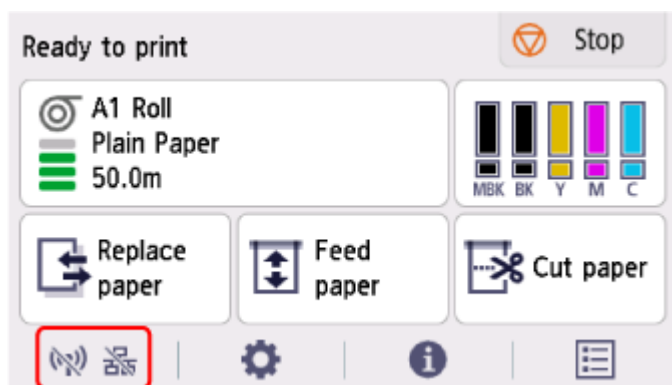 Ready to print
Stop
A1 Roll
Plain Paper
50.0m
MBK BK Y M C
Replace
paper
Feed
paper
Cut paper